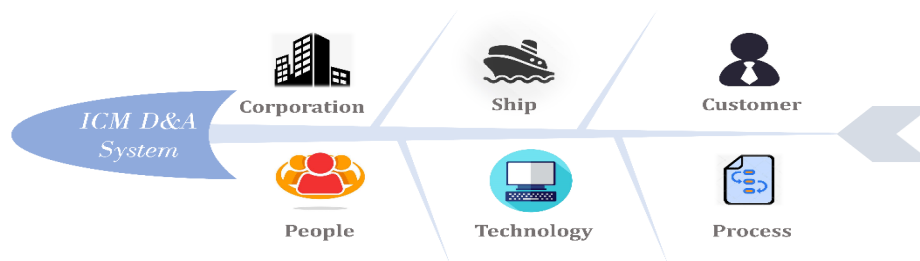 ICM D&A
System
Corporation
Ship
Customer
People
Technology
Process